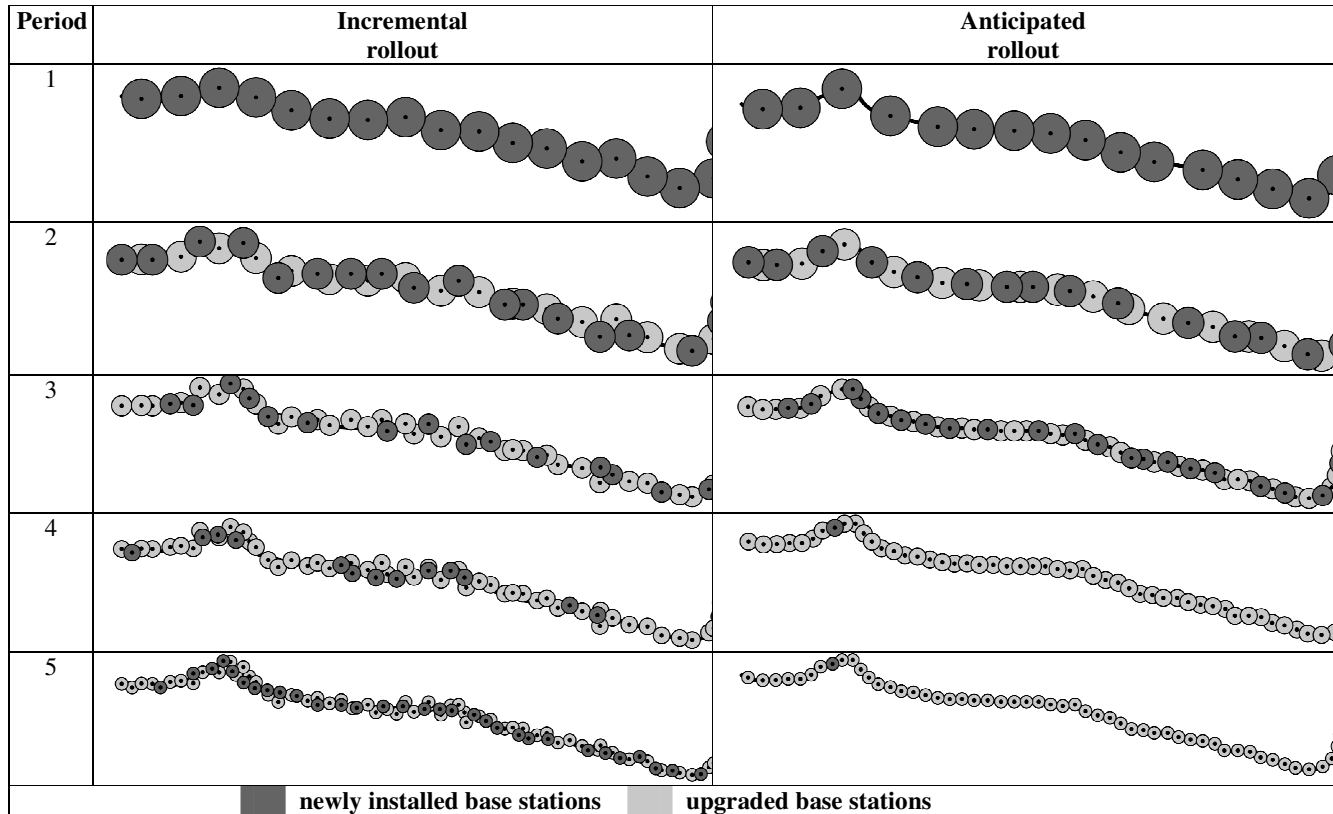 Period
Incremental
rollout
Anticipated
rollout
1
2
3
4
5
newly installed base stations
upgraded base stations